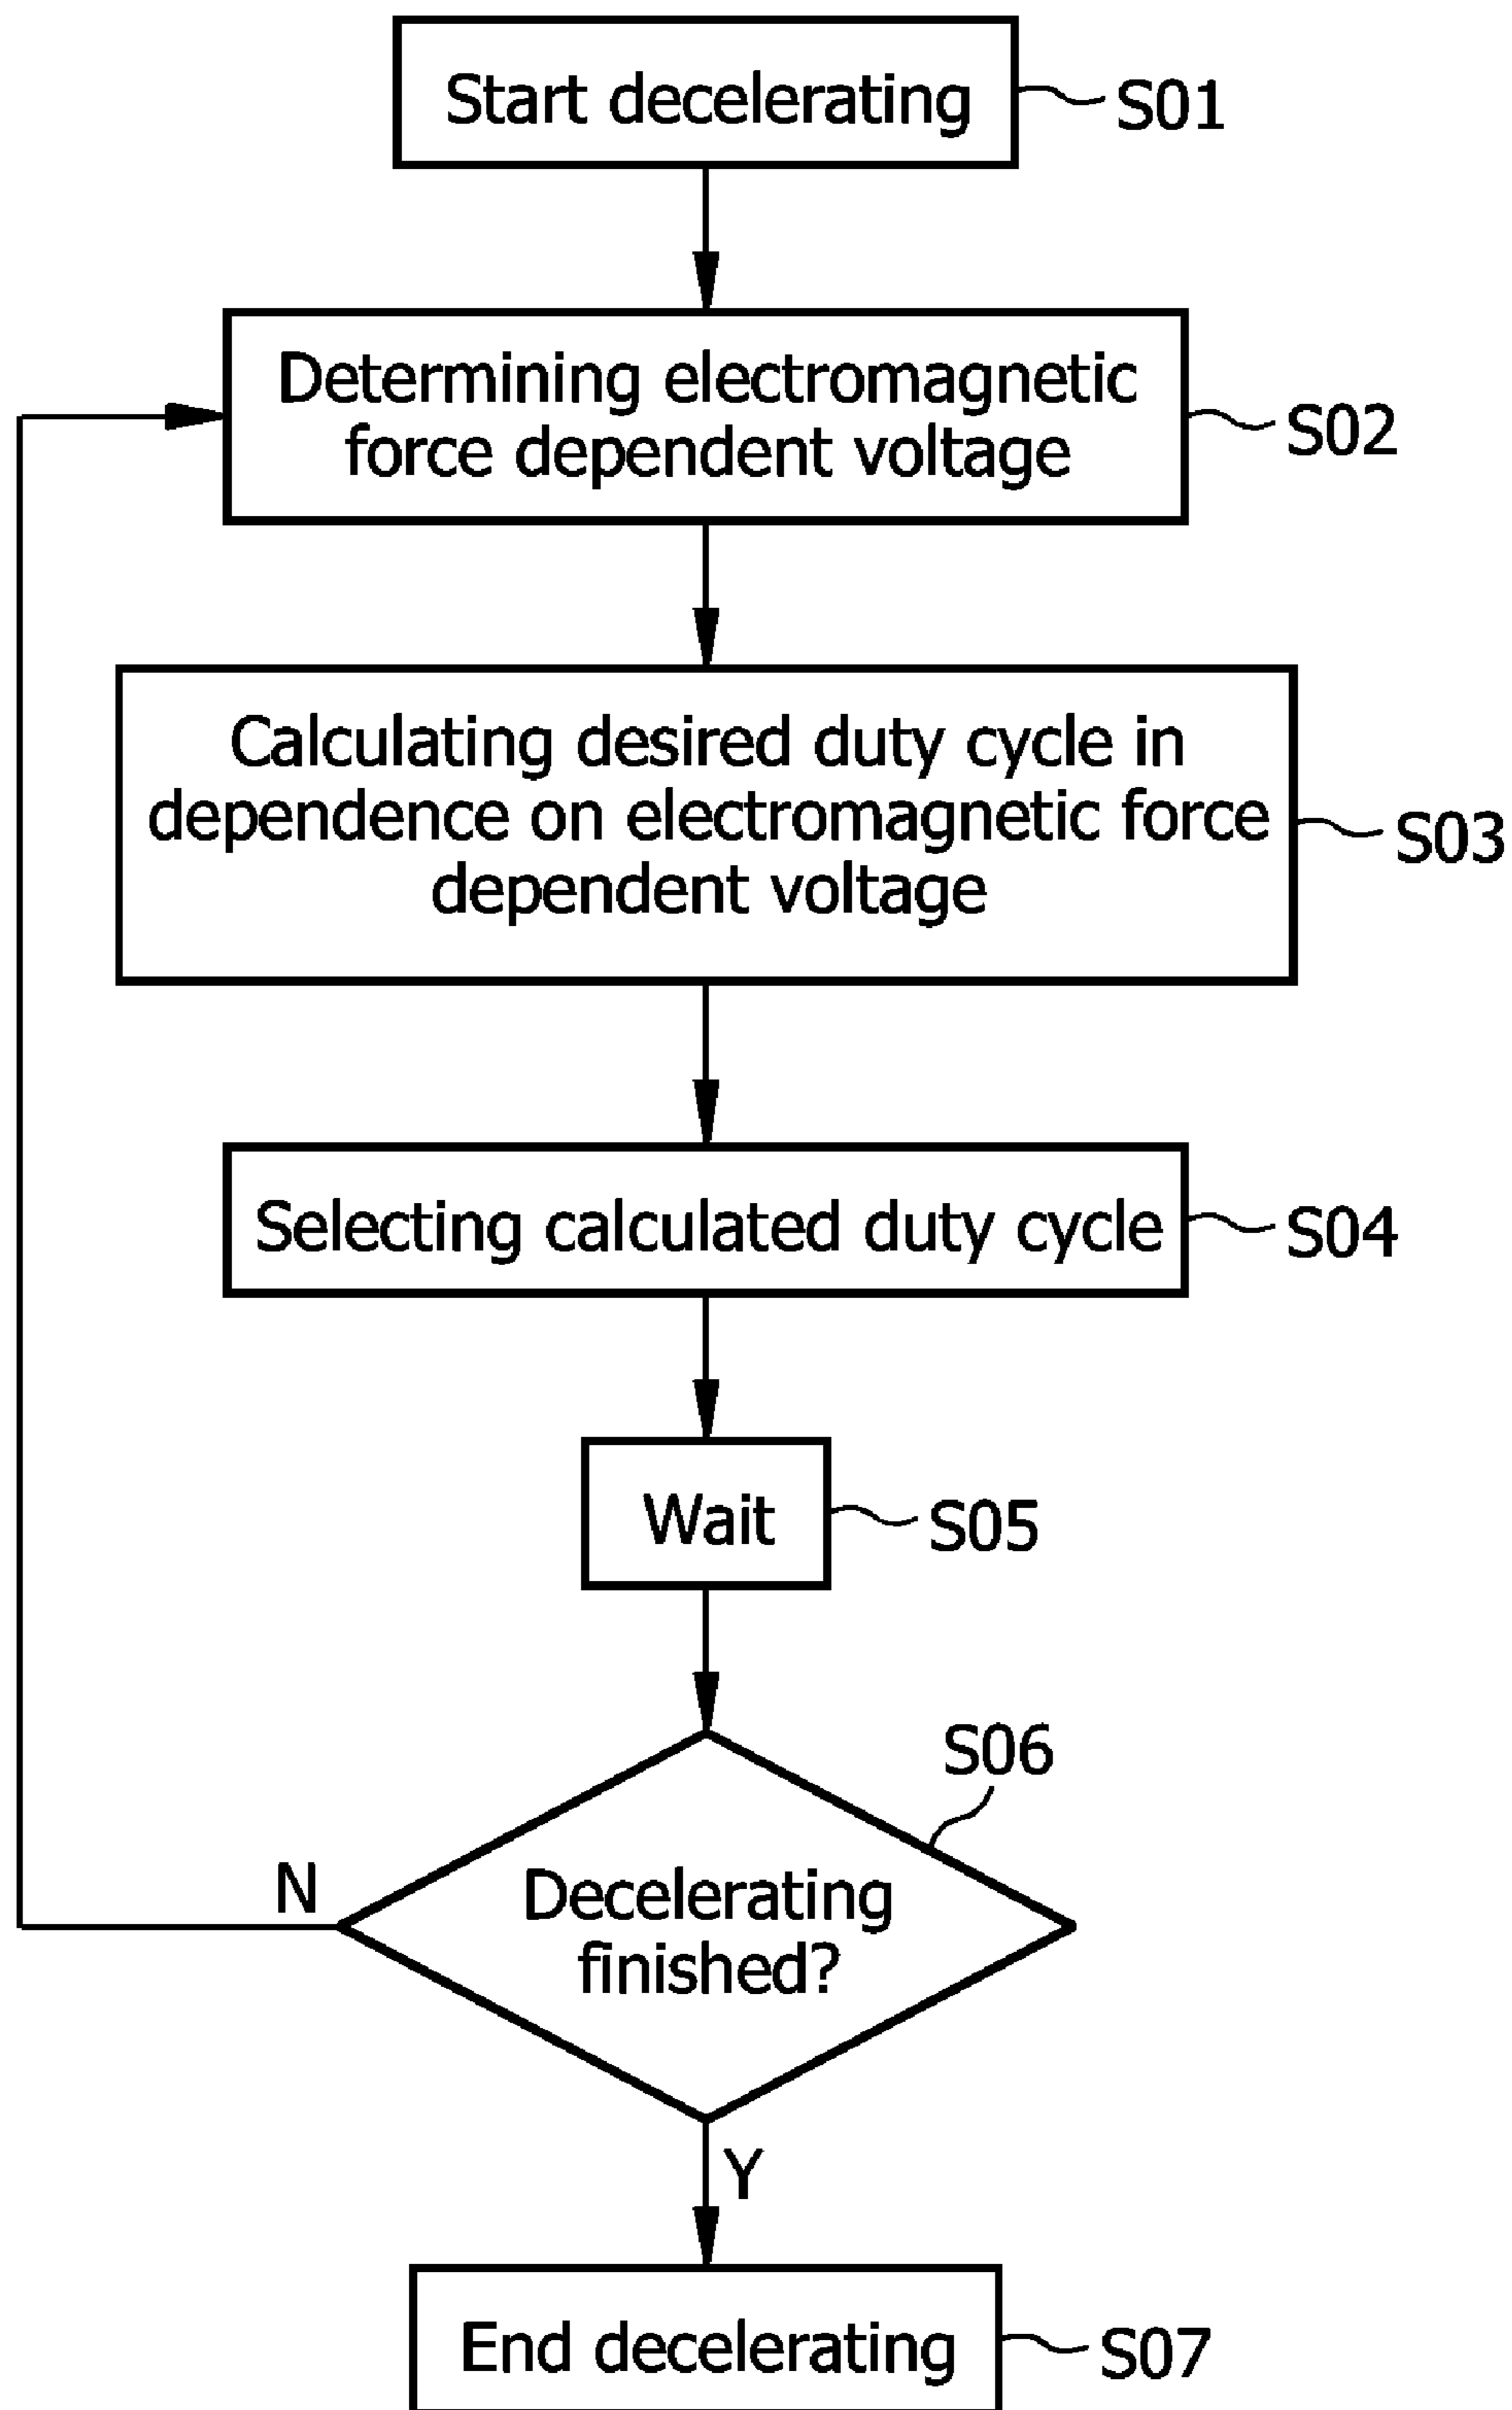 Start decelerating
S01
Determining electromagnetic
force dependent voltage
S02
Calculating desired duty cycle in
dependence on electromagnetic force
dependent voltage
S03
Selecting calculated duty cycle
S04
Wait
S05
S06
Decelerating
finished?
N
Y
End decelerating
S07